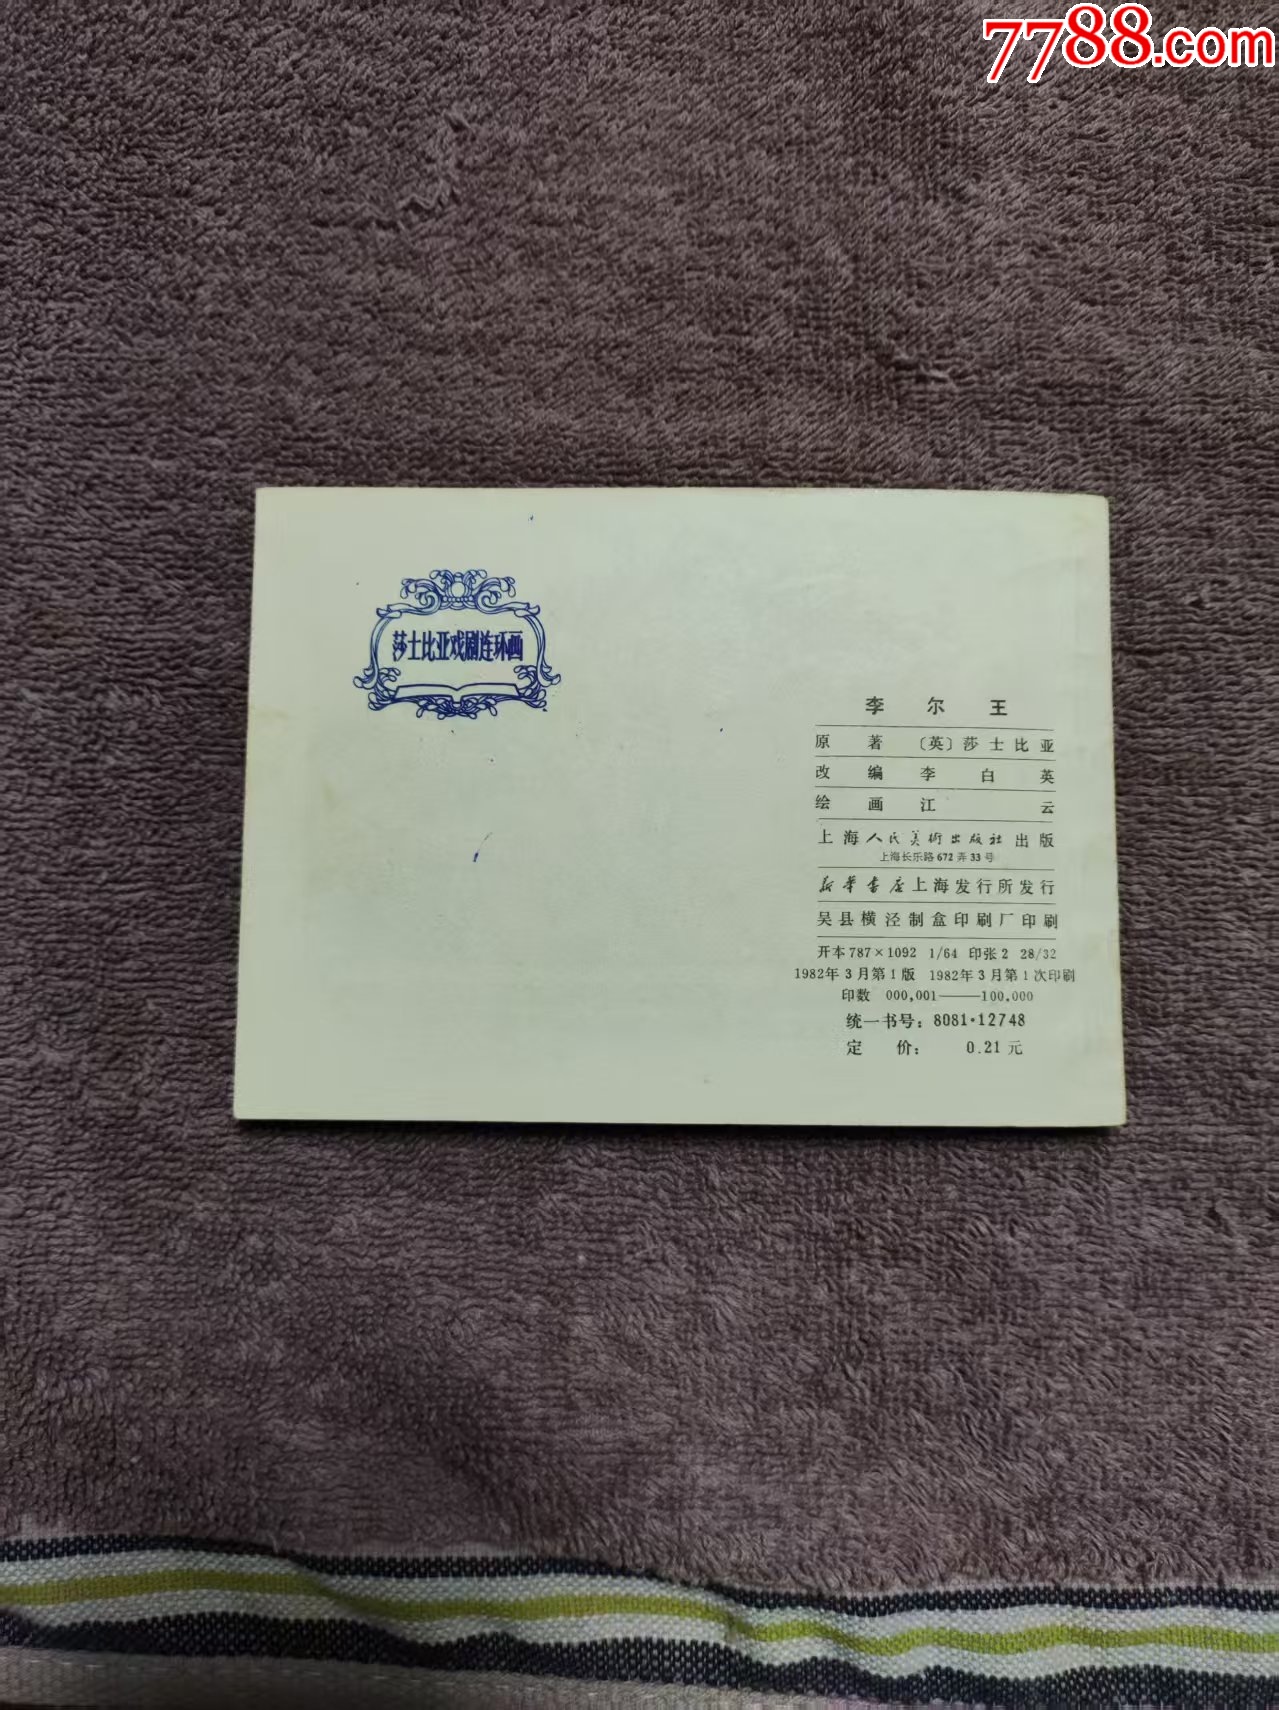 7788.com
莎士比亚戏剧连环画
李尔王
原著 〔英〕莎士比亚
改编 李白英
绘画 江云
上海人民美術出版社出版
上海长乐路672弄33号
新华书店上海发行所发行
吴县横泾制盒印刷厂印刷
开本787×1092 1/64 印张2 28/32
1982年3月第1版 1982年3月第1次印刷
印数 000,001——100,000
统一书号：8081·12748
定价： 0.21元